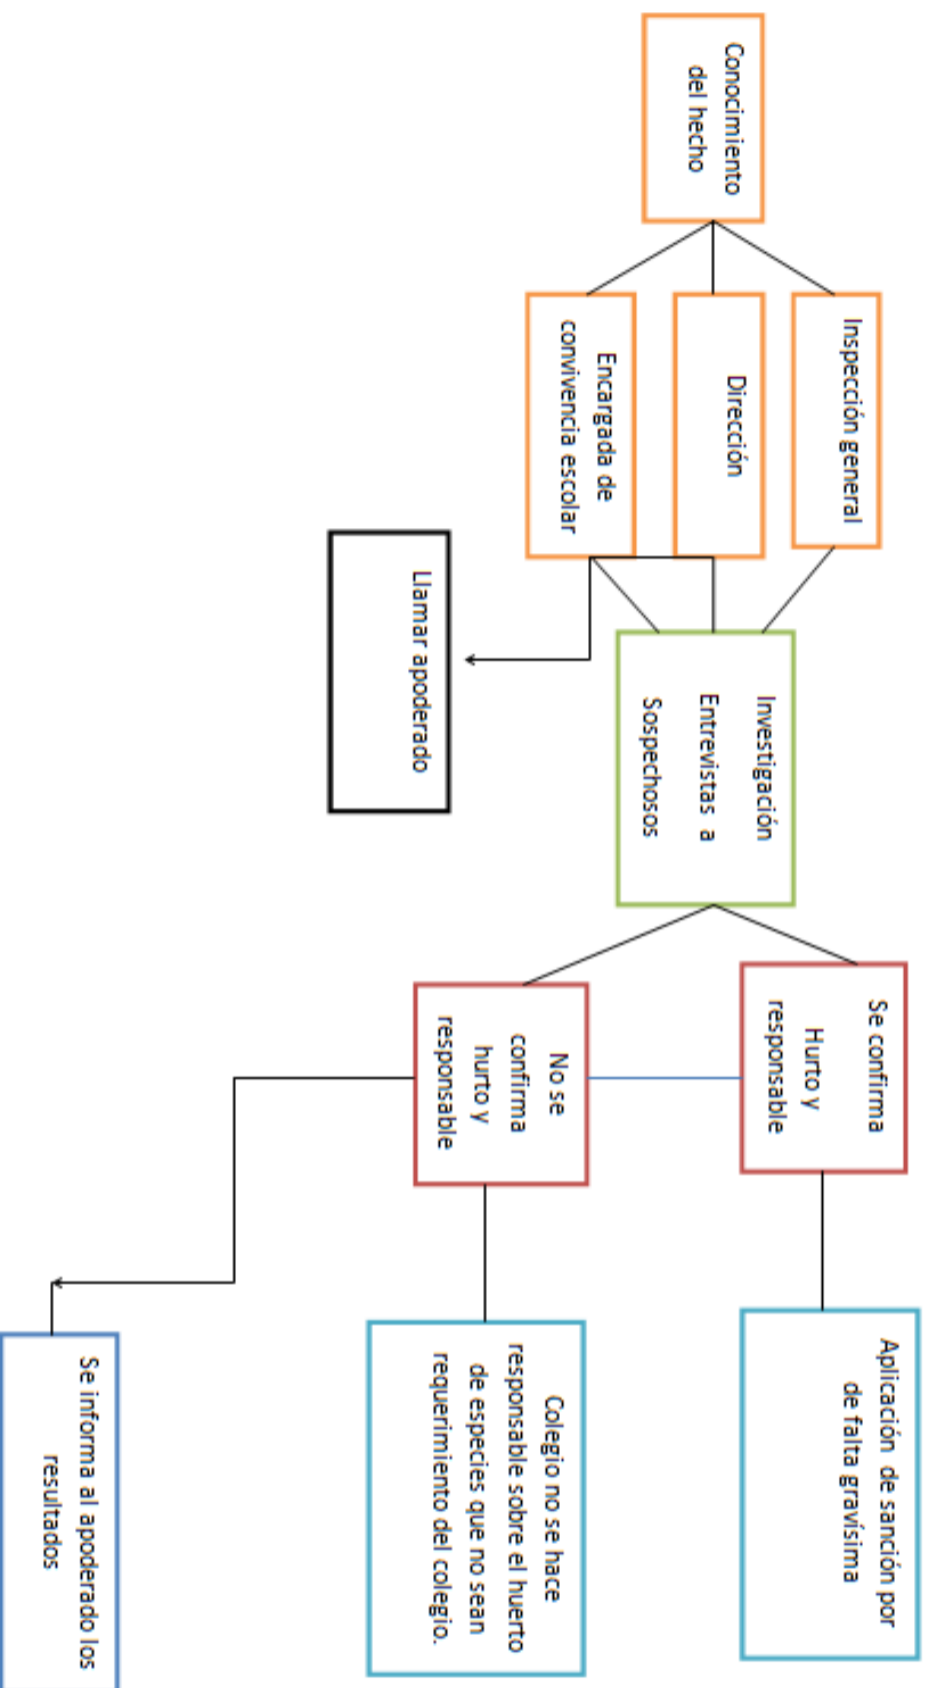 Conocimiento
del hecho
Inspección general
Dirección
Encargada de
convivencia escolar
Llamar apoderado
Investigación
Entrevistas a
Sospechosos
Se confirma
Hurto y
responsable
No se
confirma
hurto y
responsable
Aplicación de sanción por
de falta gravísima
Colegio no se hace
responsable sobre el huerto
de especies que no sean
requerimiento del colegio.
Se informa al apoderado los
resultados